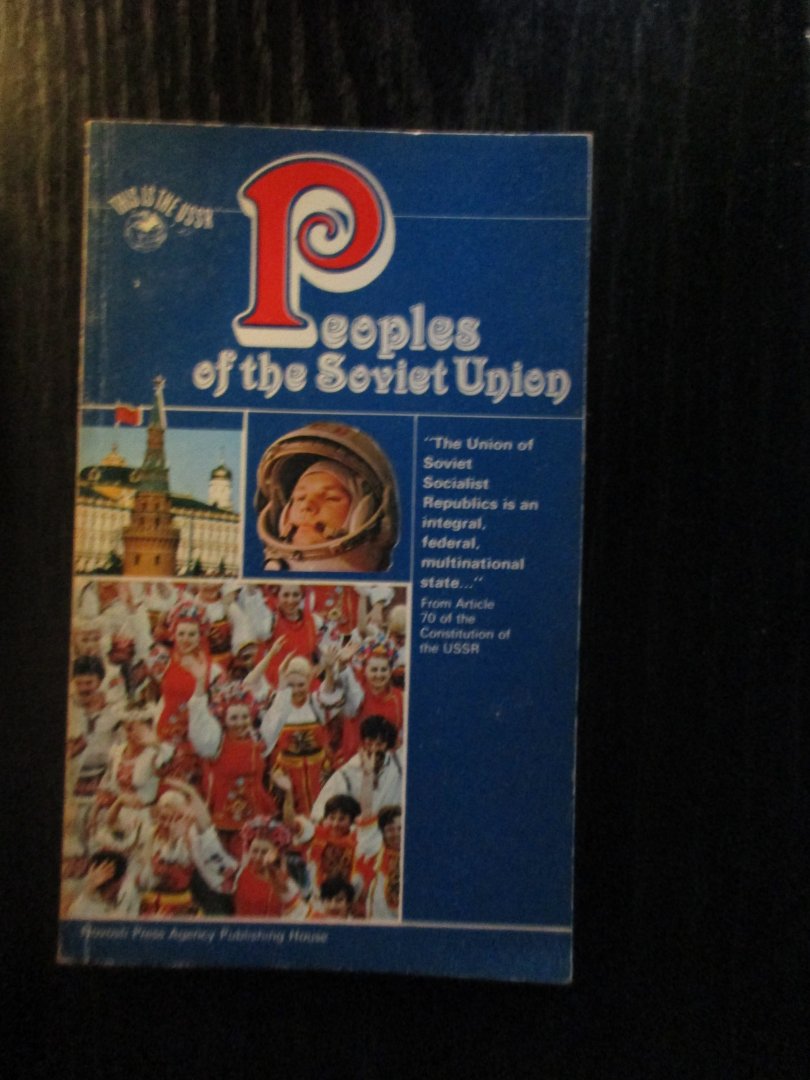 THIS IS THE USSR
Peoples
of the Soviet Union
"The Union of
Soviet
Socialist
Republics is an
integral,
federal,
multinational
state..."
From Article
70 of the
Constitution of
the USSR
Novosti Press Agency Publishing House